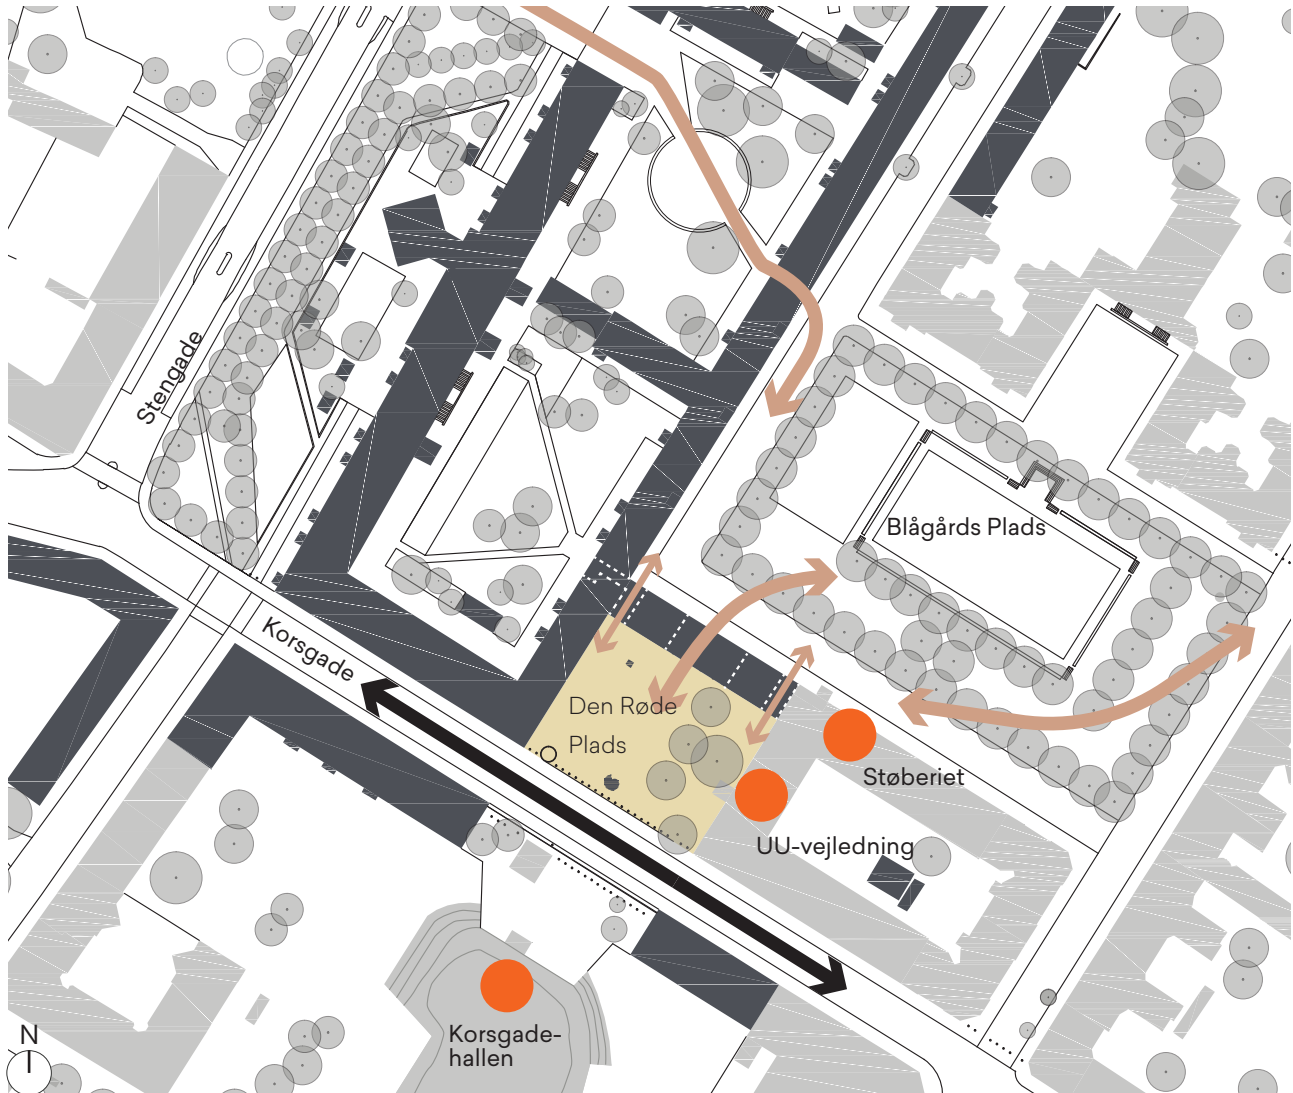 Stengade
Blågårds Plads
Korsgade
Den Røde
Plads
Støberiet
UU-vejledning
Korsgade-
hallen
N